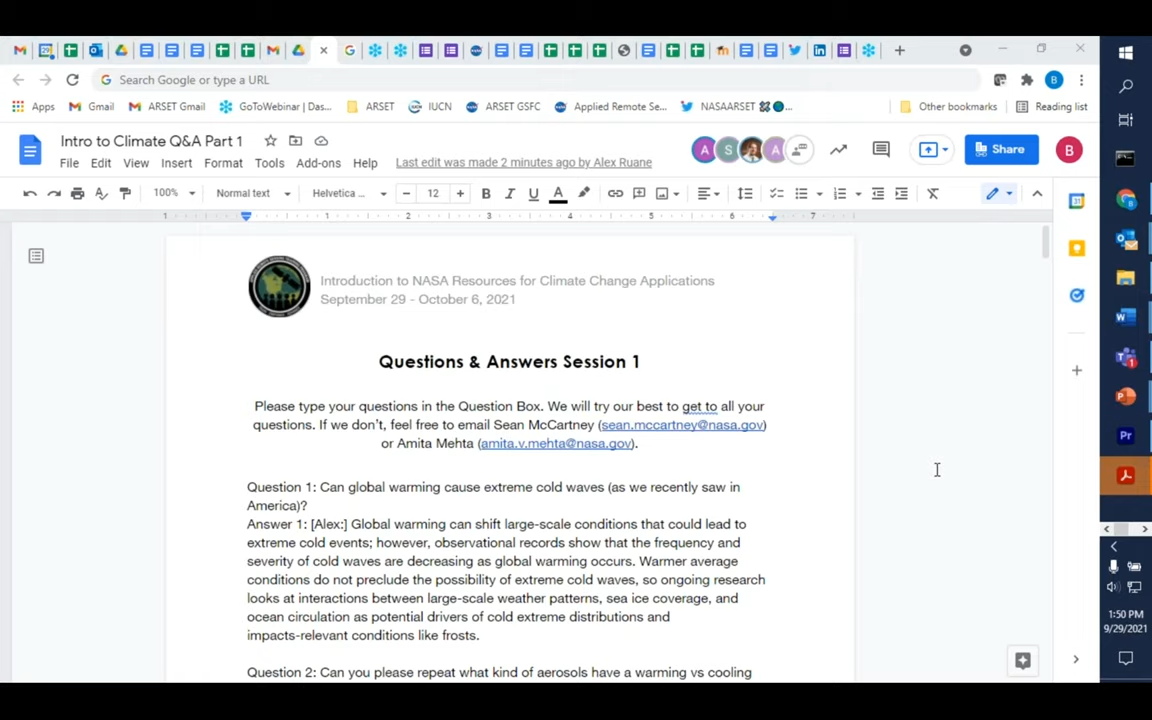 Search Google or type a URL
Apps Gmail ARSET Gmail GoToWebinar | Das... ARSET IUCN ARSET GSFC Applied Remote Se... NASAARSET Other bookmarks Reading list
Intro to Climate Q&A Part 1
File Edit View Insert Format Tools Add-ons Help Last edit was made 2 minutes ago by Alex Ruane
Share
100% Normal text Helvetica ... 12
1 1 2 3 4 5 6 7
Introduction to NASA Resources for Climate Change Applications
September 29 - October 6, 2021
Questions & Answers Session 1
Please type your questions in the Question Box. We will try our best to get to all your
questions. If we don't, feel free to email Sean McCartney (sean.mccartney@nasa.gov)
or Amita Mehta (amita.v.mehta@nasa.gov).
Question 1: Can global warming cause extreme cold waves (as we recently saw in
America)?
Answer 1: [Alex:] Global warming can shift large-scale conditions that could lead to
extreme cold events; however, observational records show that the frequency and
severity of cold waves are decreasing as global warming occurs. Warmer average
conditions do not preclude the possibility of extreme cold waves, so ongoing research
looks at interactions between large-scale weather patterns, sea ice coverage, and
ocean circulation as potential drivers of cold extreme distributions and
impacts-relevant conditions like frosts.
Question 2: Can you please repeat what kind of aerosols have a warming vs cooling
1:50 PM
9/29/2021